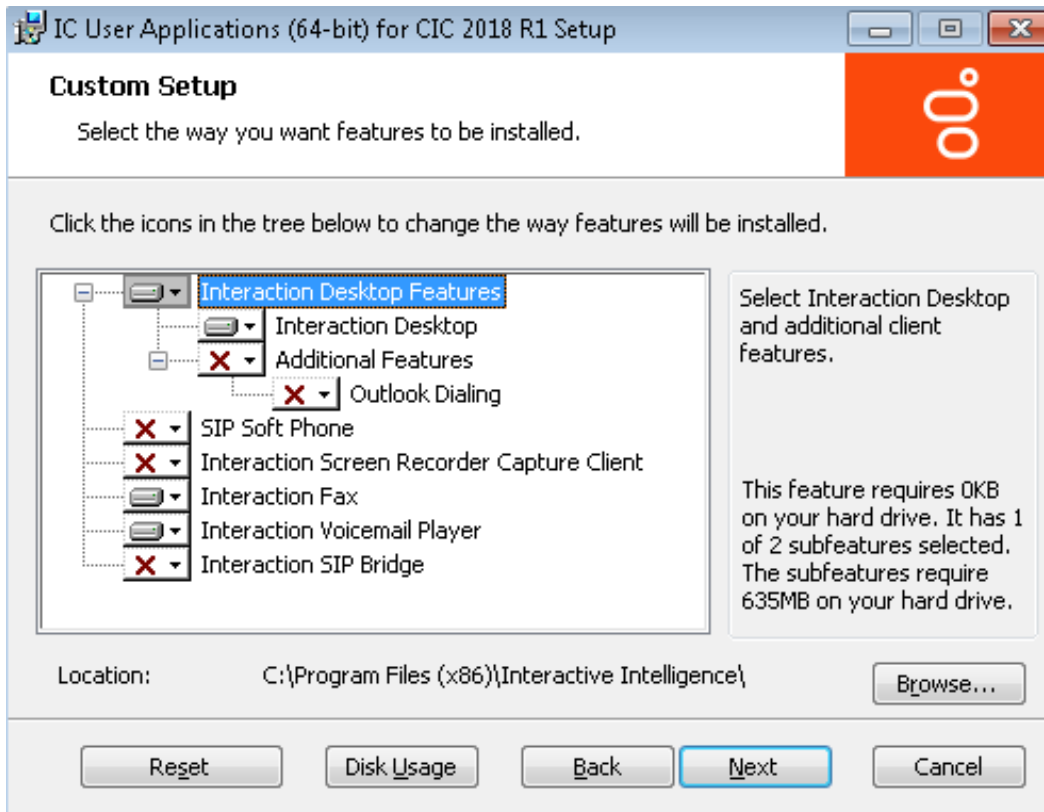 IC User Applications (64-bit) for CIC 2018 R1 Setup
Custom Setup
Select the way you want features to be installed.
Click the icons in the tree below to change the way features will be installed.
Interaction Desktop Features
Interaction Desktop
Additional Features
Outlook Dialing
SIP Soft Phone
Interaction Screen Recorder Capture Client
Interaction Fax
Interaction Voicemail Player
Interaction SIP Bridge
Select Interaction Desktop
and additional client
features.
This feature requires 0KB
on your hard drive. It has 1
of 2 subfeatures selected.
The subfeatures require
635MB on your hard drive.
Location: C:\Program Files (x86)\Interactive Intelligence\
Browse...
Reset Disk Usage Back Next Cancel